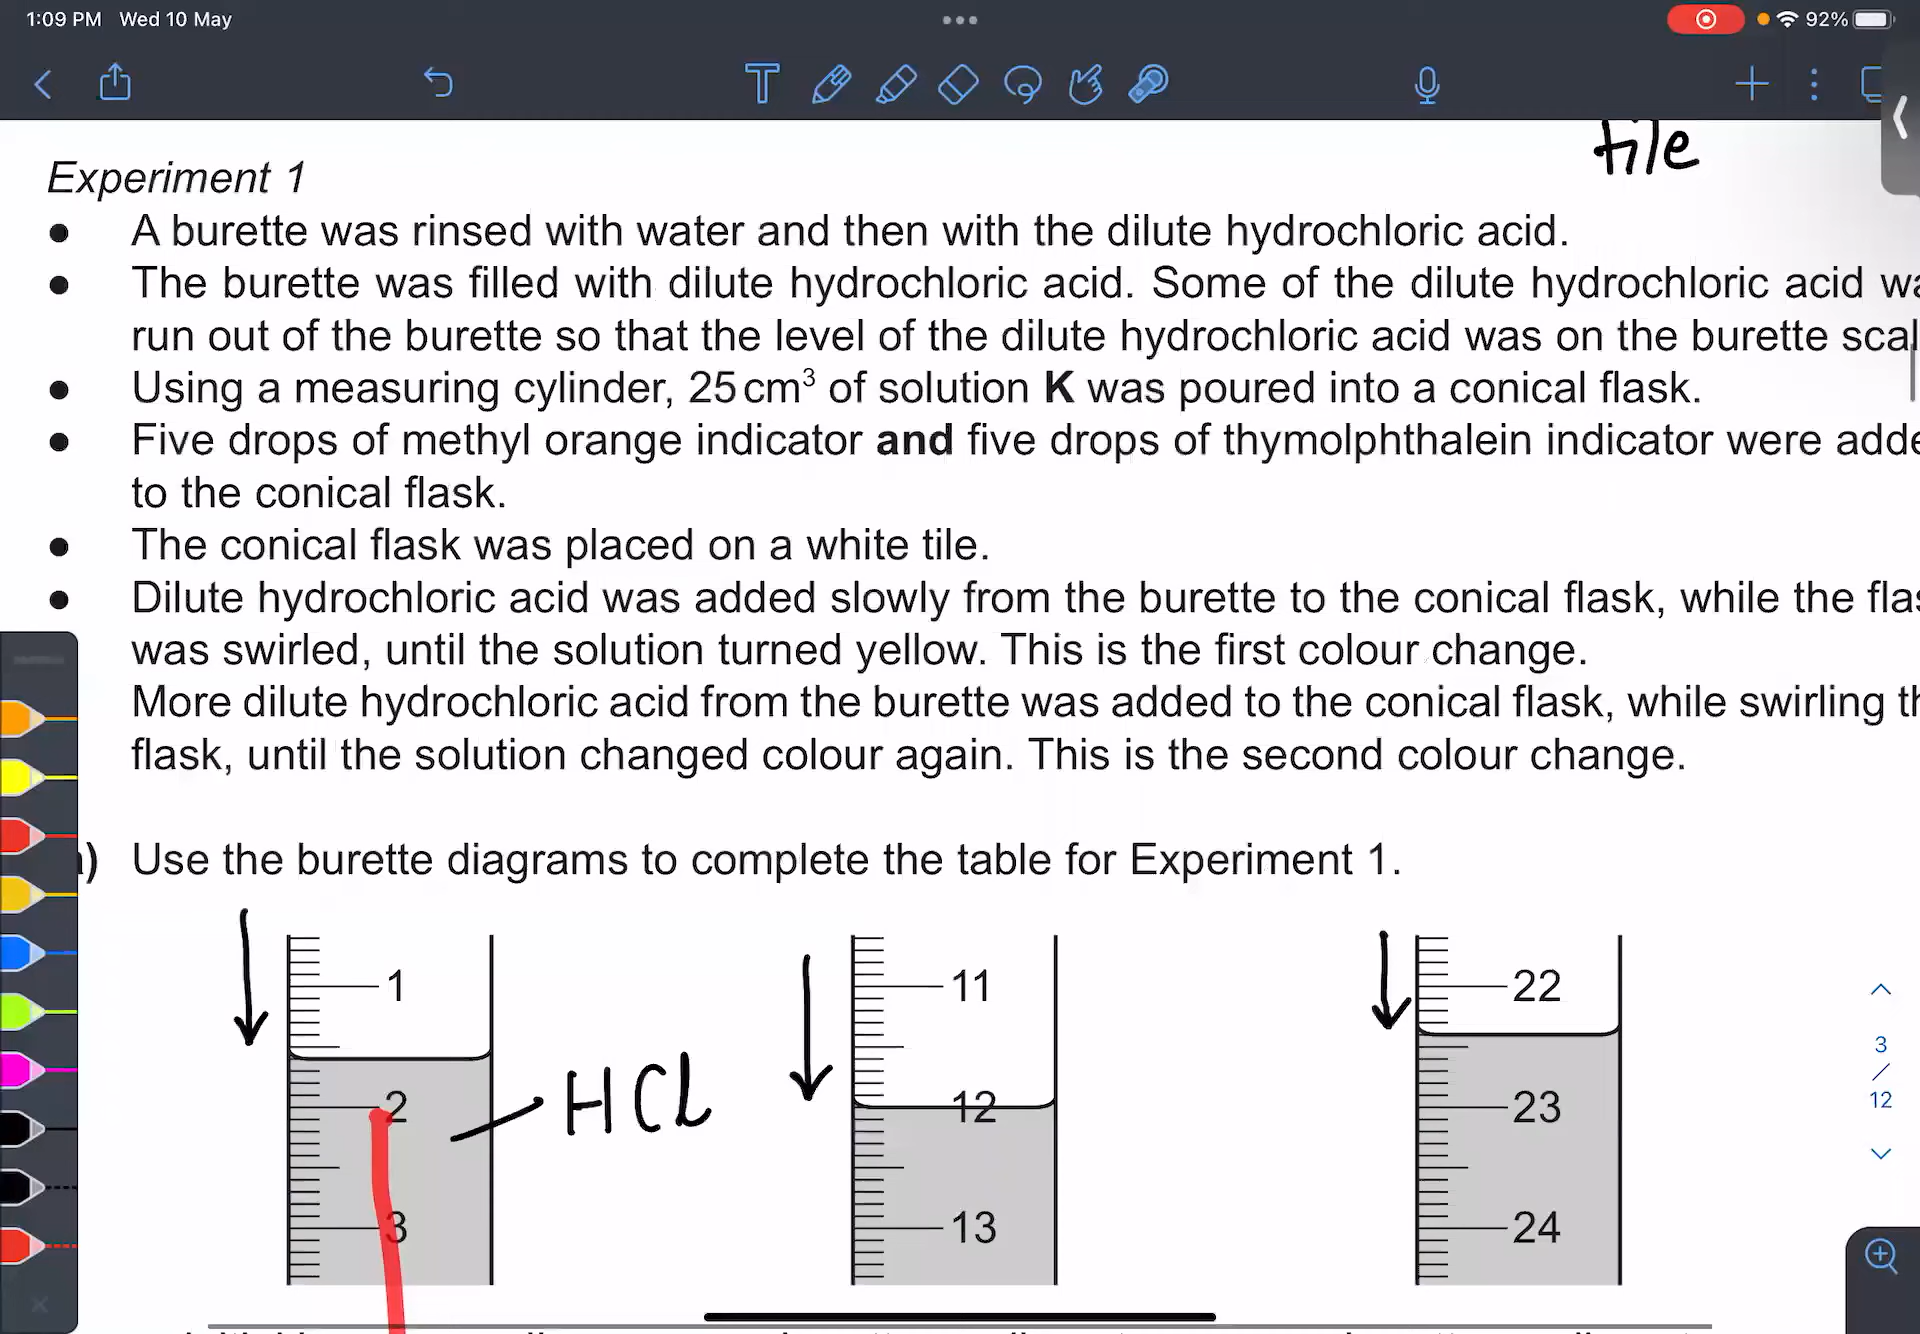 1:09 PM Wed 10 May
92%
tile
Experiment 1
• A burette was rinsed with water and then with the dilute hydrochloric acid.
• The burette was filled with dilute hydrochloric acid. Some of the dilute hydrochloric acid wa
run out of the burette so that the level of the dilute hydrochloric acid was on the burette scal
• Using a measuring cylinder, 25 cm³ of solution K was poured into a conical flask.
• Five drops of methyl orange indicator and five drops of thymolphthalein indicator were adde
to the conical flask.
• The conical flask was placed on a white tile.
• Dilute hydrochloric acid was added slowly from the burette to the conical flask, while the flas
was swirled, until the solution turned yellow. This is the first colour change.
More dilute hydrochloric acid from the burette was added to the conical flask, while swirling th
flask, until the solution changed colour again. This is the second colour change.
) Use the burette diagrams to complete the table for Experiment 1.
1
2
3
HCl
11
12
13
22
23
24
3
/
12